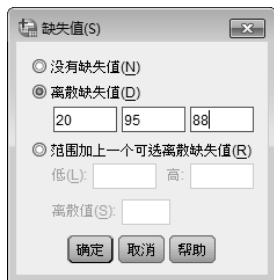 缺失值(S)
没有缺失值(N)
离散缺失值(D)
20 95 88
范围加上一个可选离散缺失值(R)
低(L): 高:
离散值(S):
确定 取消 帮助